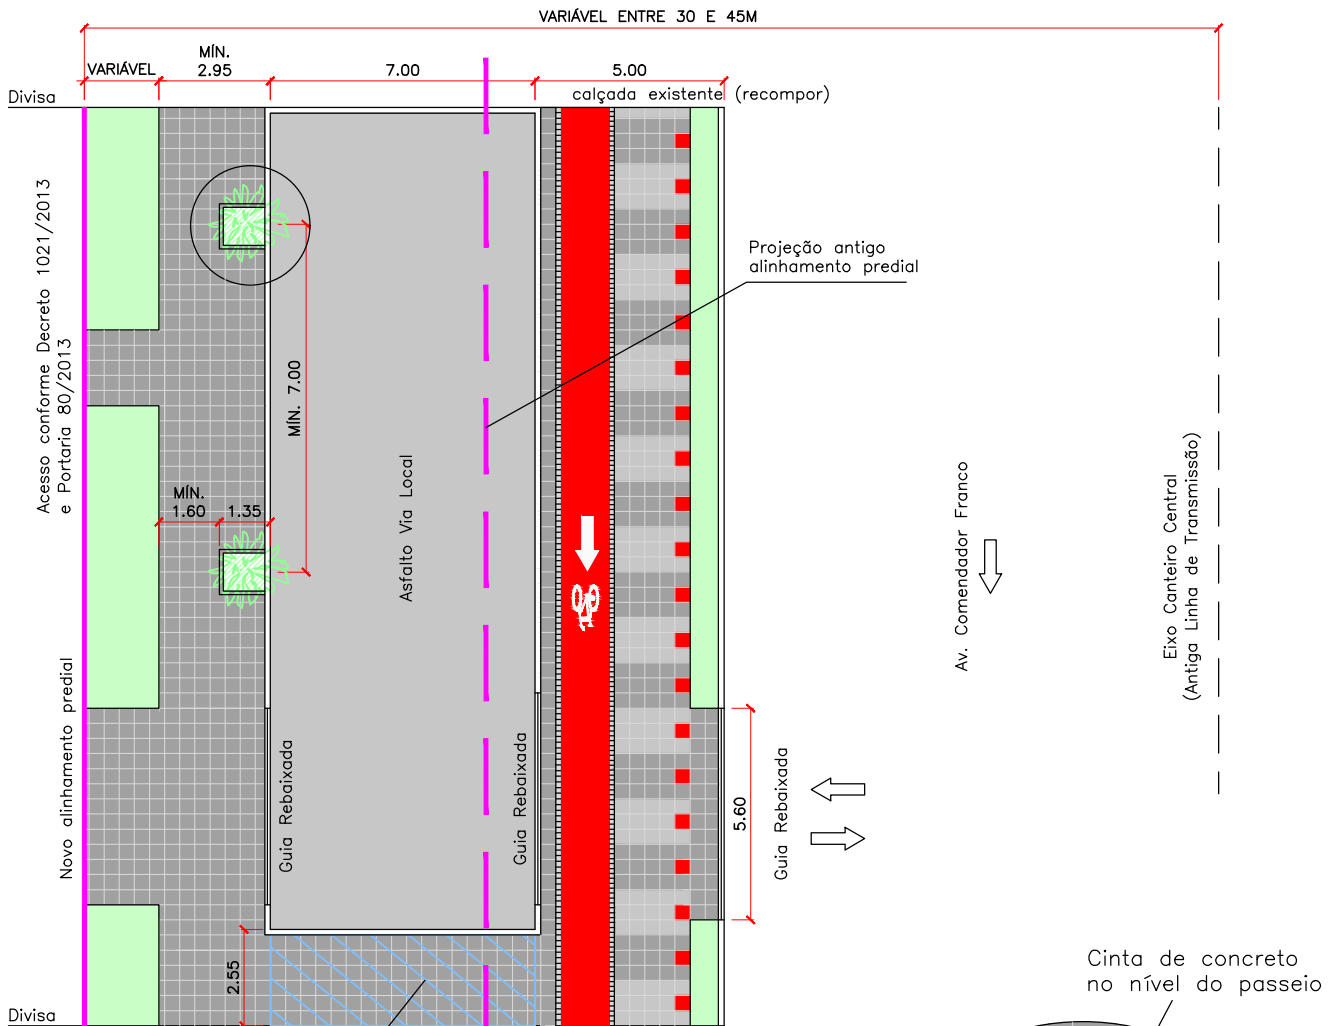 VARIÁVEL ENTRE 30 E 45M
MÍN.
VARIÁVEL
2.95
7.00
5.00
Divisa
calçada existente (recompor)
Acesso conforme Decreto 1021/2013
e Portaria 80/2013
Projeção antigo
alinhamento predial
MÍN. 7.00
MÍN.
1.60
1.35
Asfalto Via Local
Av. Comendador Franco
Eixo Canteiro Central
(Antiga Linha de Transmissão)
Novo alinhamento predial
Guia Rebaixada
Guia Rebaixada
5.60
Guia Rebaixada
2.55
Cinta de concreto
no nível do passeio
Divisa